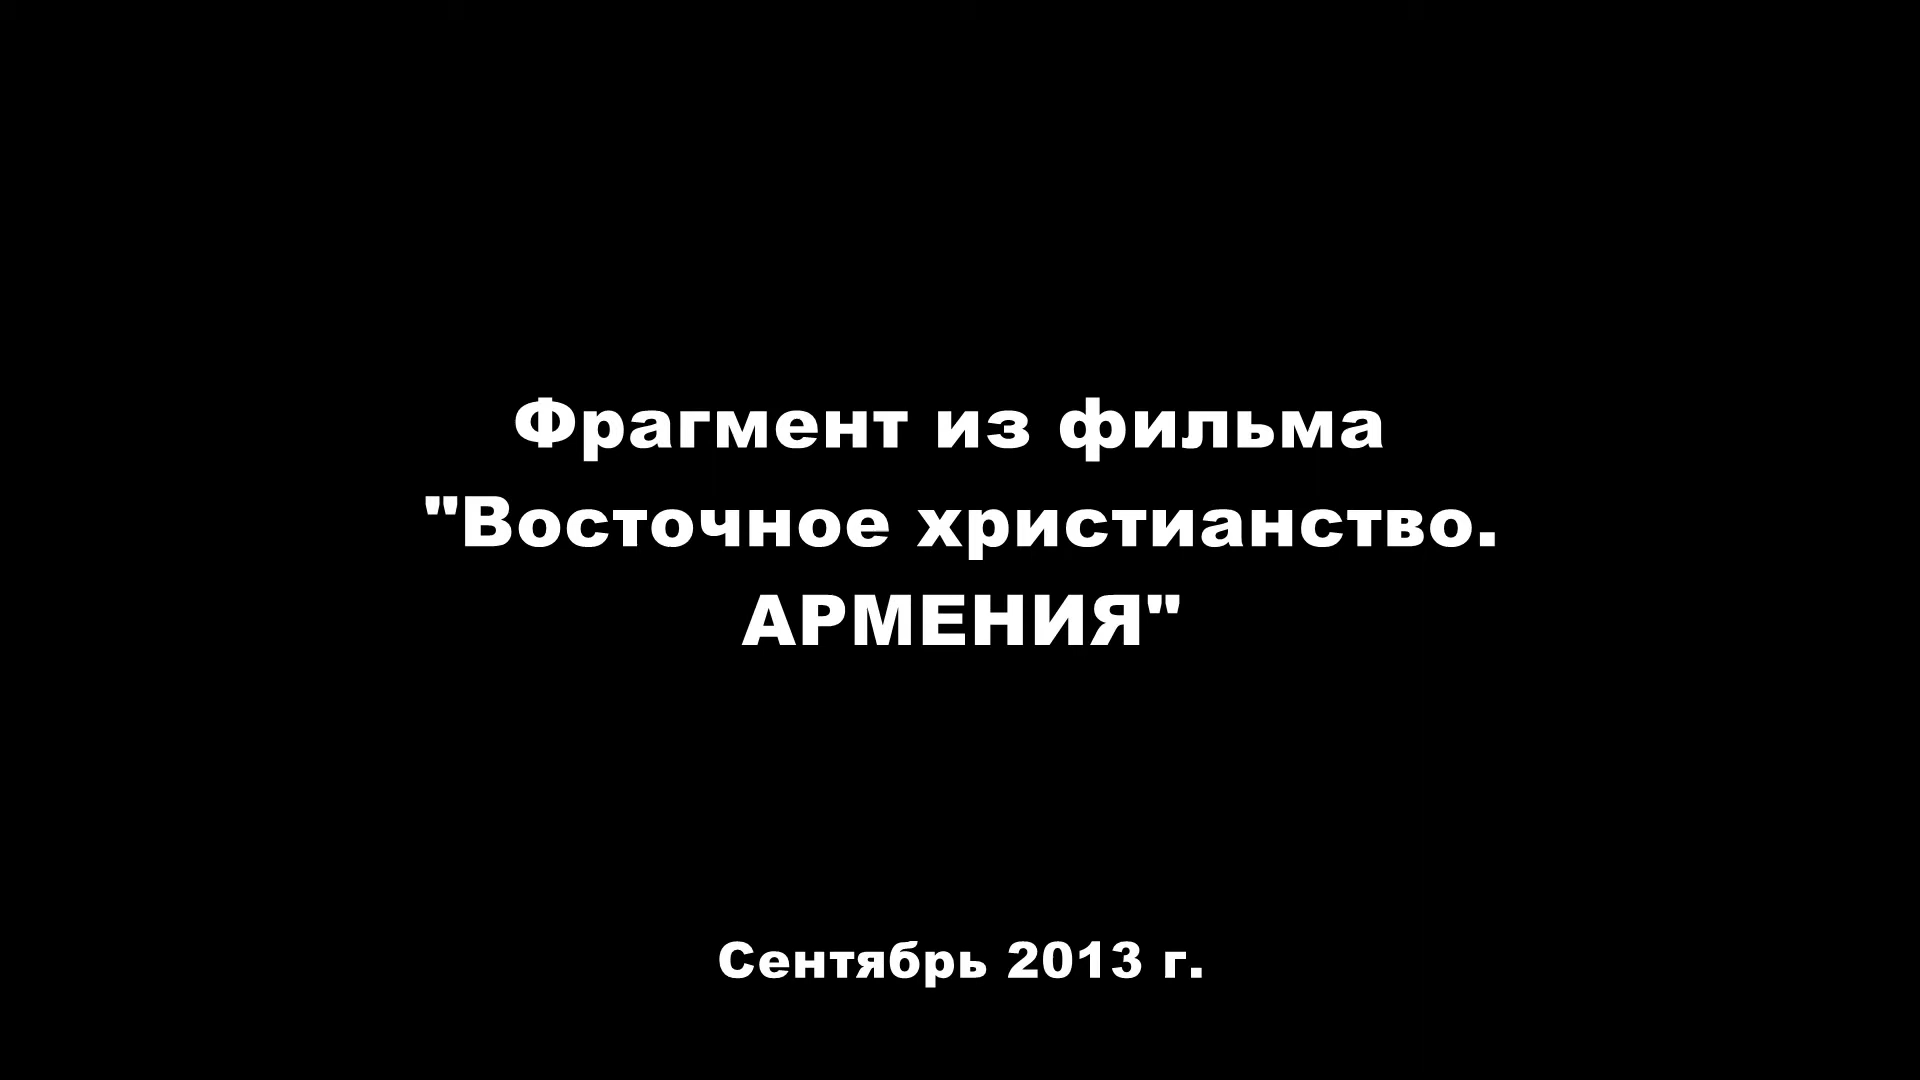 Фрагмент из фильма
"Восточное христианство.
АРМЕНИЯ"
Сентябрь 2013 г.